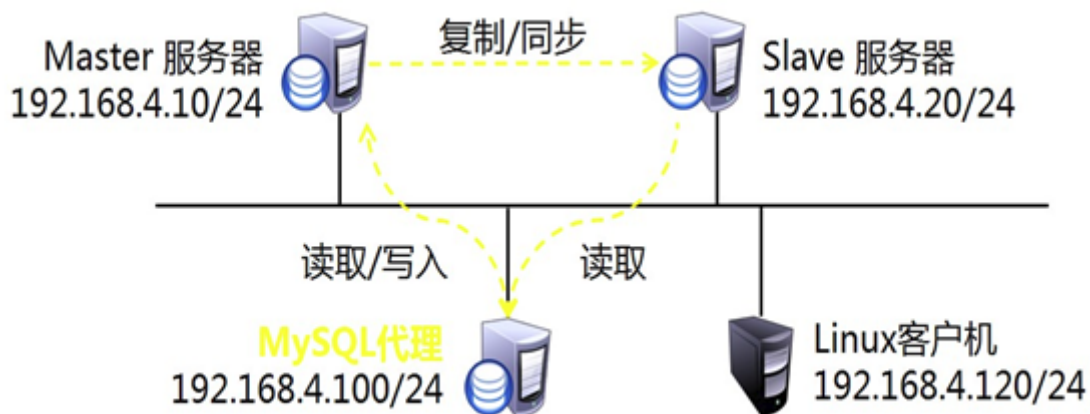 复制/同步
Master 服务器
192.168.4.10/24
Slave 服务器
192.168.4.20/24
读取/写入
读取
MySQL代理
192.168.4.100/24
Linux客户机
192.168.4.120/24